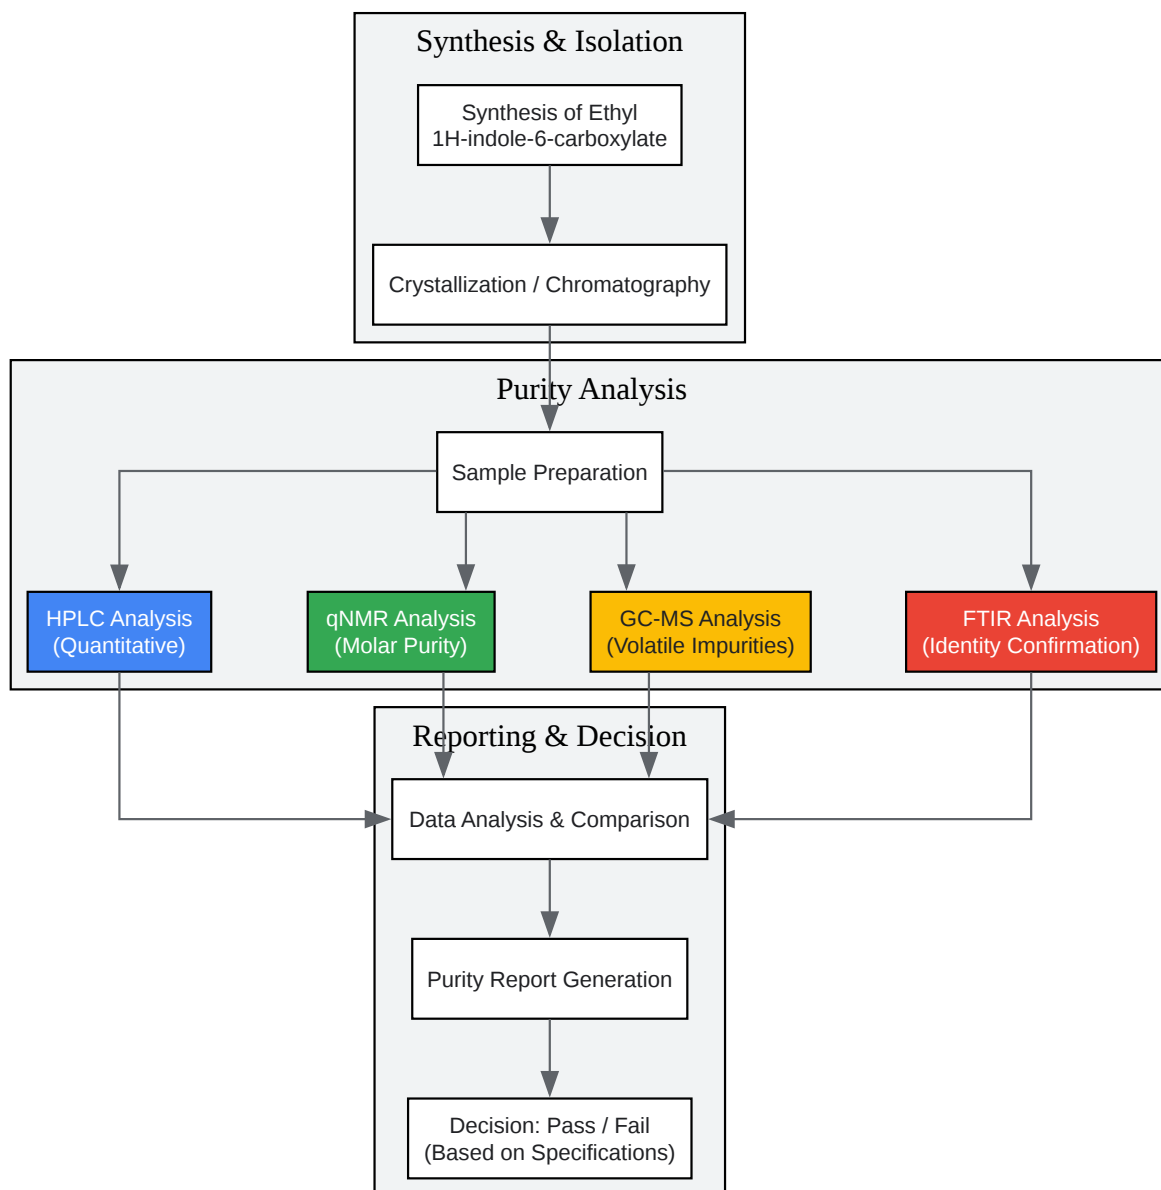 Synthesis & Isolation
Synthesis of Ethyl
1H-indole-6-carboxylate
Crystallization / Chromatography
Purity Analysis
Sample Preparation
HPLC Analysis
(Quantitative)
qNMR Analysis
(Molar Purity)
GC-MS Analysis
(Volatile Impurities)
FTIR Analysis
(Identity Confirmation)
Reporting & Decision
Data Analysis & Comparison
Purity Report Generation
Decision: Pass / Fail
(Based on Specifications)